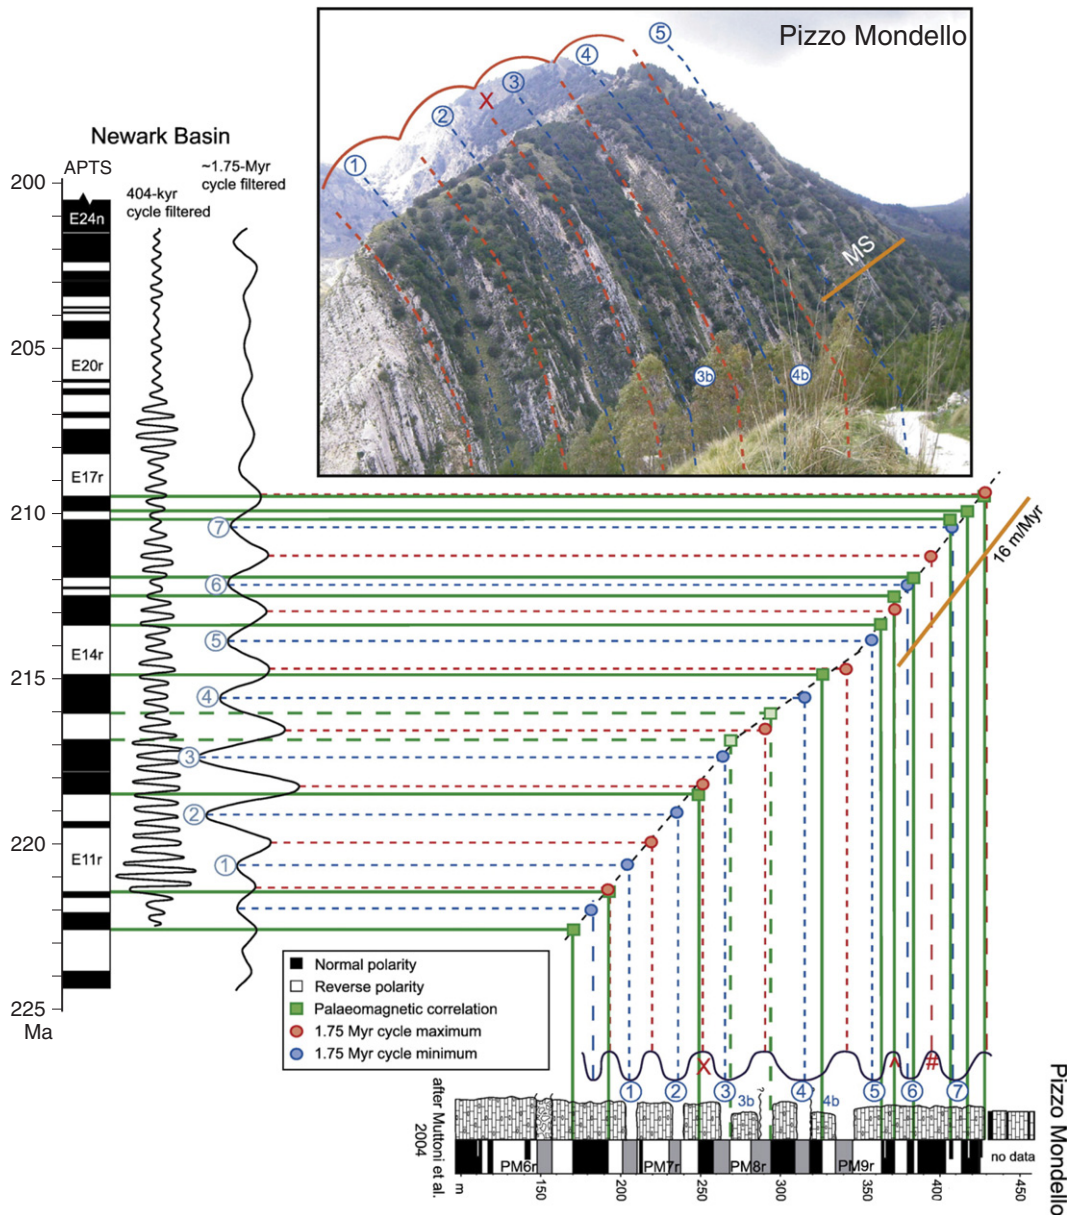 Pizzo Mondello
5
4
3
X
2
1
MS
3b
4b
Newark Basin
APTS
404-kyr
cycle filtered
~1.75-Myr
cycle filtered
200
E24n
205
E20r
E17r
210
7
6
5
E14r
215
4
3
2
220
E11r
1
225
Ma
16 m/Myr
Normal polarity
Reverse polarity
Palaeomagnetic correlation
1.75 Myr cycle maximum
1.75 Myr cycle minimum
X ^ #
1 2 3 4 5 6 7
3b 4b
after Muttoni et al.
2004
PM6r PM7r PM8r PM9r no data
m 150 200 250 300 350 400 450
Pizzo Mondello